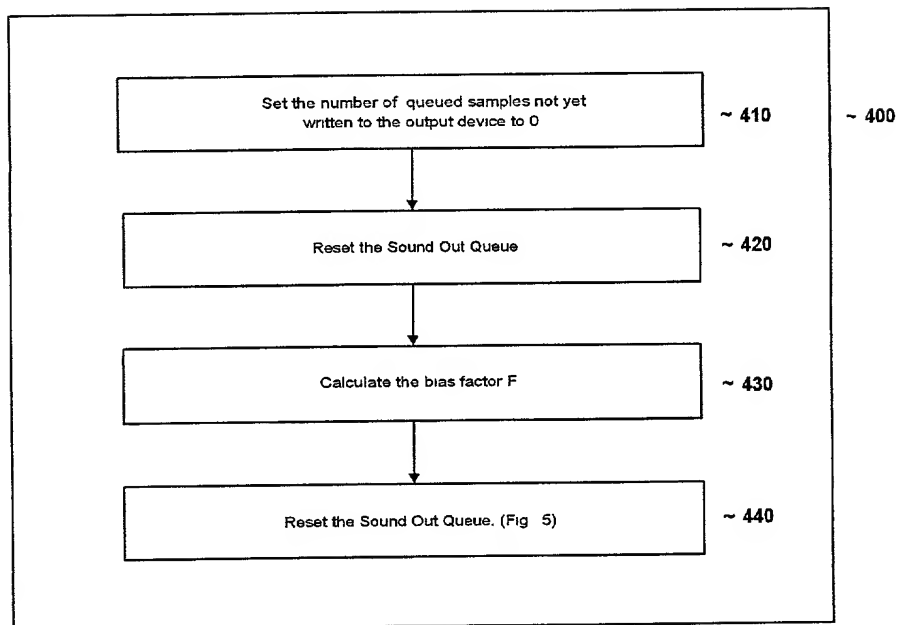 Set the number of queued samples not yet
written to the output device to 0
~ 410
~ 400
Reset the Sound Out Queue
~ 420
Calculate the bias factor F
~ 430
Reset the Sound Out Queue. (Fig 5)
~ 440